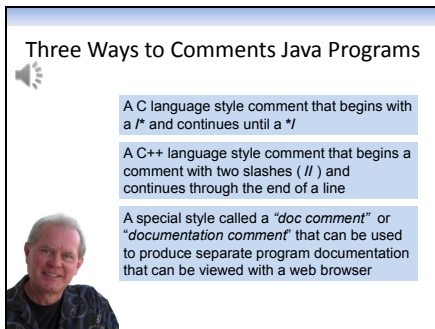 Three Ways to Comments Java Programs
A C language style comment that begins with
a /* and continues until a */
A C++ language style comment that begins a
comment with two slashes ( // ) and
continues through the end of a line
A special style called a “doc comment” or
“documentation comment” that can be used
to produce separate program documentation
that can be viewed with a web browser